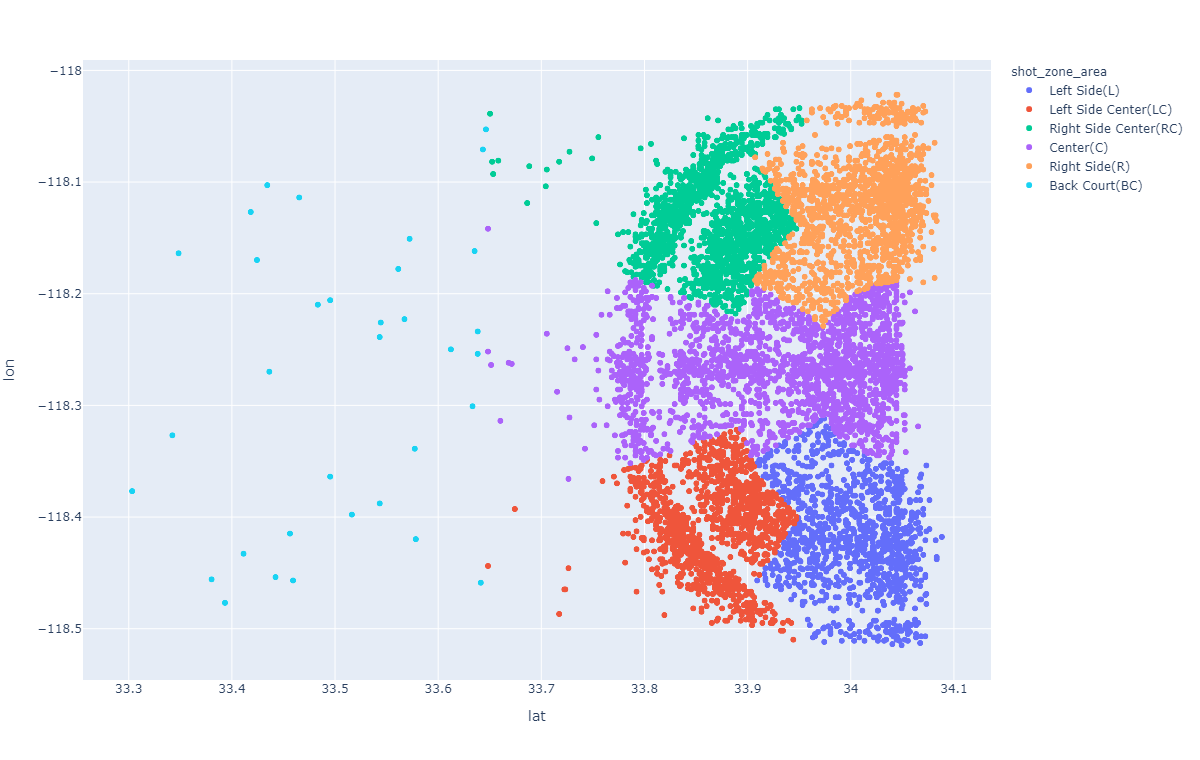 shot_zone_area
Left Side(L)
Left Side Center(LC)
Right Side Center(RC)
Center(C)
Right Side(R)
Back Court(BC)
−118
−118.1
−118.2
−118.3
−118.4
−118.5
lon
33.3 33.4 33.5 33.6 33.7 33.8 33.9 34 34.1
lat